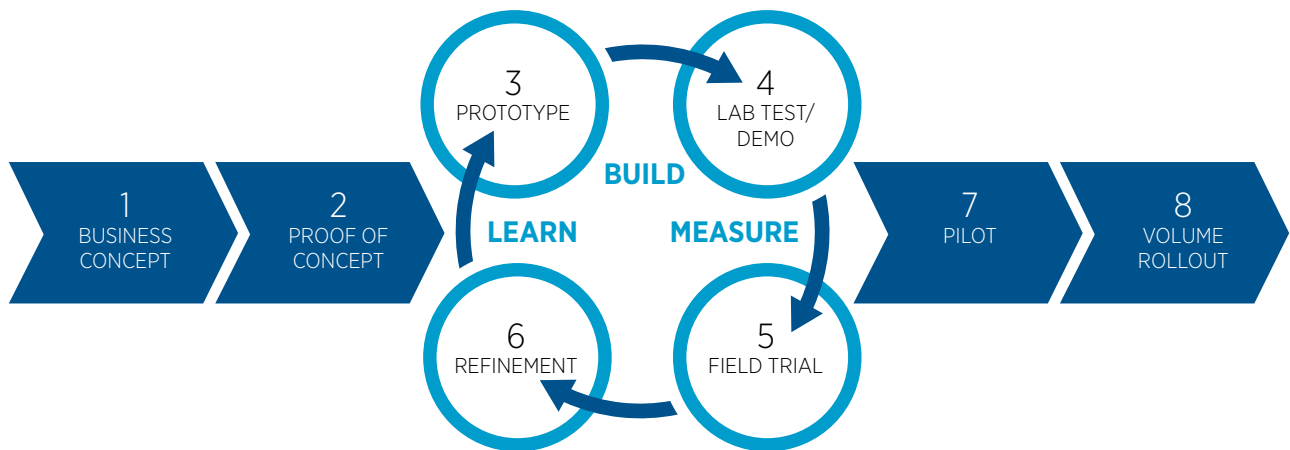 1
BUSINESS
CONCEPT
2
PROOF OF
CONCEPT
3
PROTOTYPE
4
LAB TEST/
DEMO
BUILD
LEARN
MEASURE
5
FIELD TRIAL
6
REFINEMENT
7
PILOT
8
VOLUME
ROLLOUT